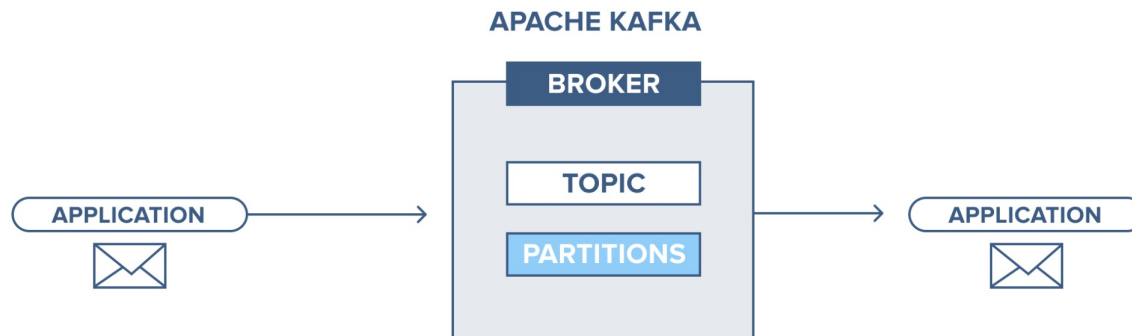 APACHE KAFKA
BROKER
TOPIC
APPLICATION
APPLICATION
PARTITIONS